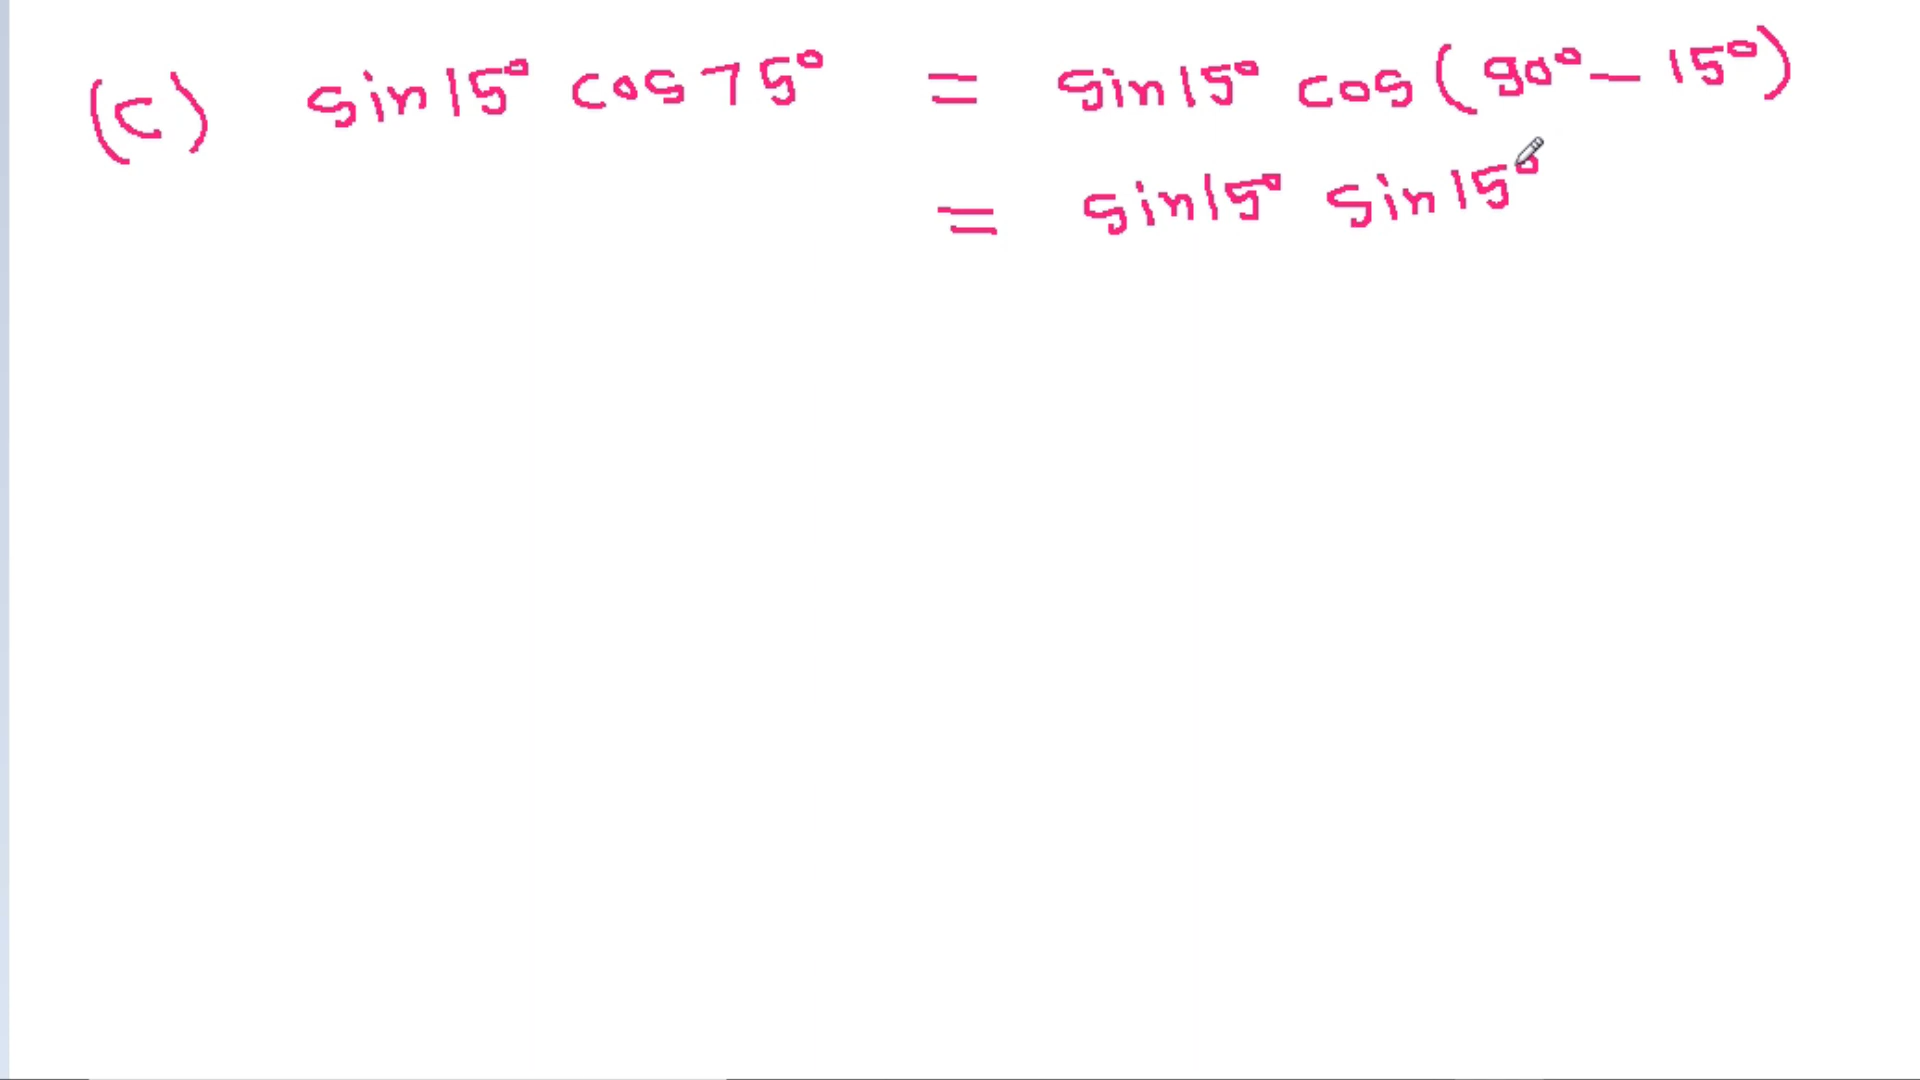 (c) sin15° cos75° = sin15° cos(90° − 15°)
= sin15° sin15°